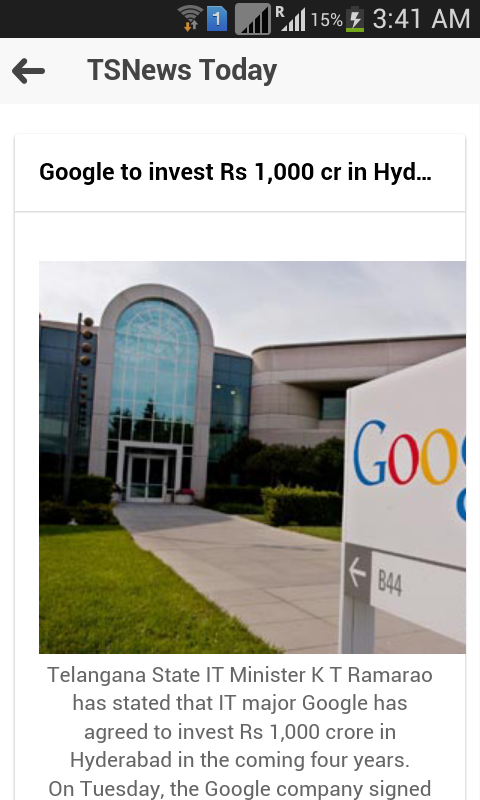 1 R 15% 3:41 AM
TSNews Today
Google to invest Rs 1,000 cr in Hyd...
Goo
B44
Telangana State IT Minister K T Ramarao
has stated that IT major Google has
agreed to invest Rs 1,000 crore in
Hyderabad in the coming four years.
On Tuesday, the Google company signed